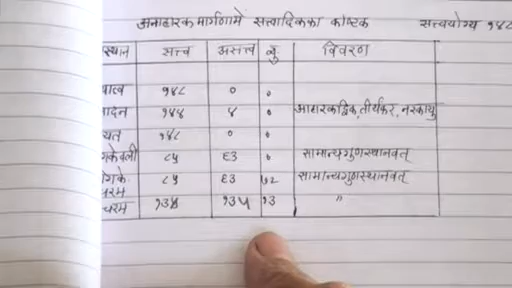 अनाहारक मार्गणामे सत्त्वादिकका कोष्टक सत्त्वयोग्य १४८
स्थान सत्त्व असत्त्व व्यु. विवरण
यात्व १४८ ० ०
सादन १४४ ४ ० आहारकद्विक, तीर्थंकर, नरकायु
यत १४८ ० ०
गकेवली ८५ ६३ ० सामान्यगुणस्थानवत्
गिके. ८५ ६३ ७२ सामान्यगुणस्थानवत्
चरम १३ १३५ १३ "